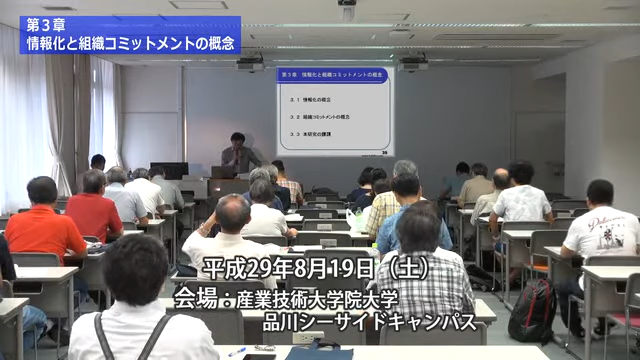 第３章
情報化と組織コミットメントの概念
第３章　情報化と組織コミットメントの概念
３.１ 情報化の概立
３.２ 組織コミットメントの概立
３.３ 本研究の課題
平成29年8月19日（土）
会場：産業技術大学院大学
品川シーサイドキャンパス